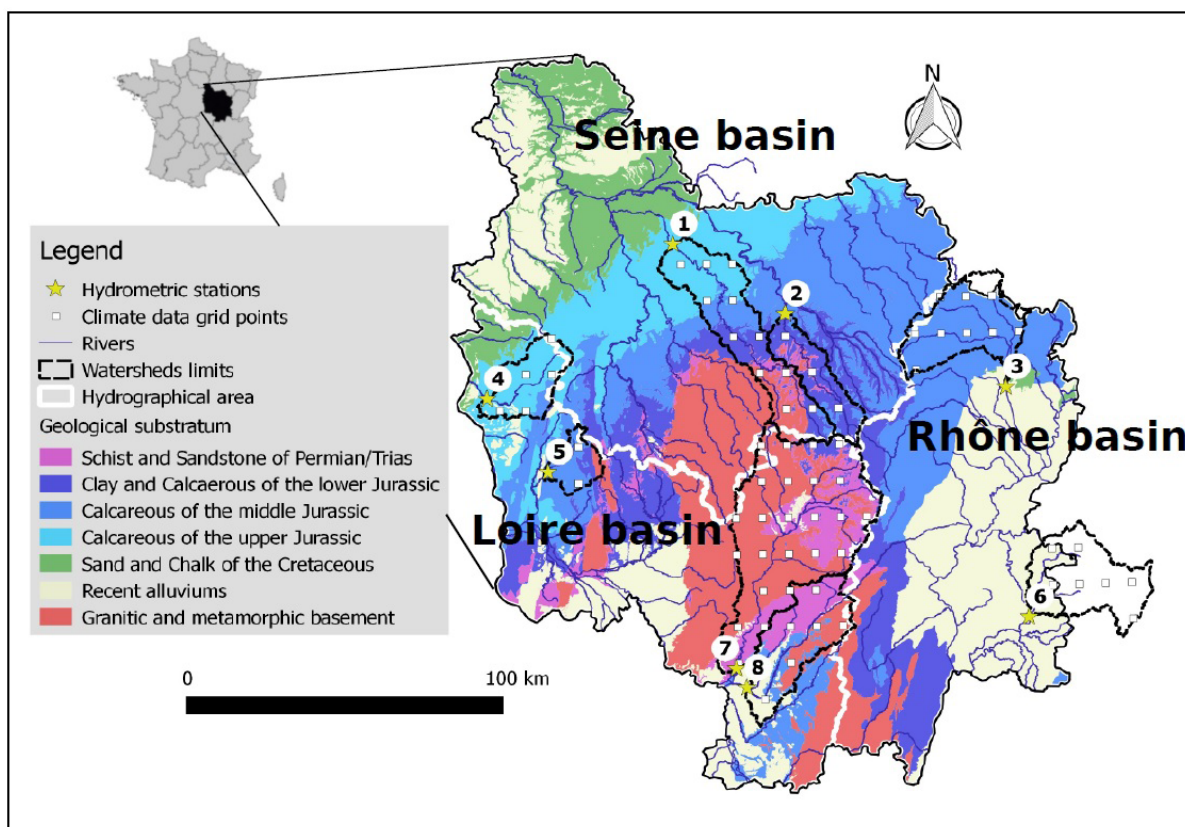 N
Seine basin
1
2
3
4
5
6
7
8
Rhône basin
Loire basin
Legend
Hydrometric stations
Climate data grid points
Rivers
Watersheds limits
Hydrographical area
Geological substratum
Schist and Sandstone of Permian/Trias
Clay and Calcaerous of the lower Jurassic
Calcareous of the middle Jurassic
Calcareous of the upper Jurassic
Sand and Chalk of the Cretaceous
Recent alluviums
Granitic and metamorphic basement
0
100 km